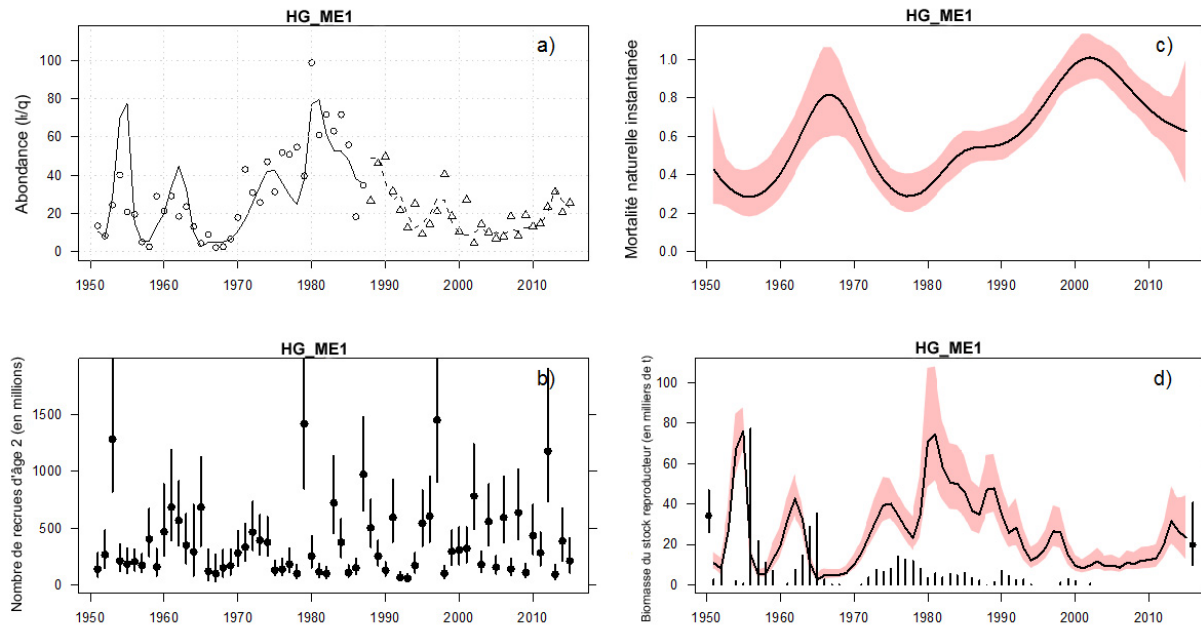 HG_ME1
a)
Abondance (Iₜ/q)
100
80
60
40
20
0
1950 1960 1970 1980 1990 2000 2010
HG_ME1
c)
Mortalité naturelle instantanée
1.0
0.8
0.6
0.4
0.2
0.0
1950 1960 1970 1980 1990 2000 2010
HG_ME1
b)
Nombre de recrues d'âge 2 (en millions)
1500
1000
500
0
1950 1960 1970 1980 1990 2000 2010
HG_ME1
d)
Biomasse du stock reproducteur (en milliers de t)
100
80
60
40
20
0
1950 1960 1970 1980 1990 2000 2010